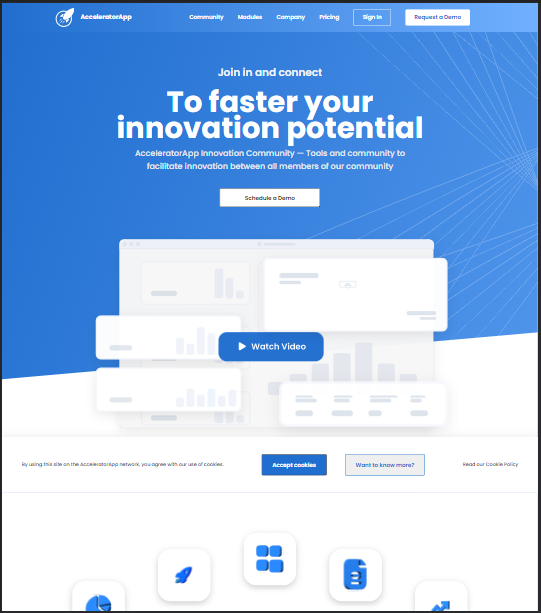 AcceleratorApp Community Modules Company Pricing Sign In Request a Demo
Join in and connect
To faster your
innovation potential
AcceleratorApp Innovation Community — Tools and community to
facilitate innovation between all members of our community
Schedule a Demo
Watch Video
By using this site on the AcceleratorApp network, you agree with our use of cookies. Accept cookies Want to know more? Read our Cookie Policy